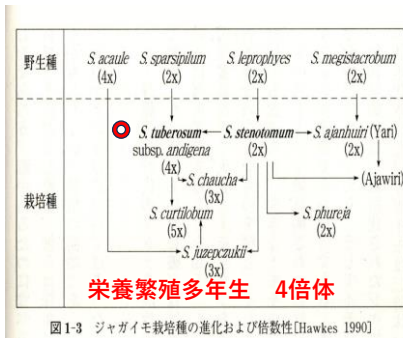 野生種
S. acaule S. sparsipilum S. leprophyes S. megistacrobum
(4x) (2x) (2x) (2x)
栽培種
S. tuberosum S. stenotomum S. ajanhuiri (Yari)
subsp. andigena (2x) (2x)
(4x)
S. chaucha (Ajawiri)
(3x)
S. curtilobum S. phureja
(5x) (2x)
S. juzepczukii
(3x)
栄養繁殖多年生 4倍体
図1-3 ジャガイモ栽培種の進化および倍数性[Hawkes 1990]